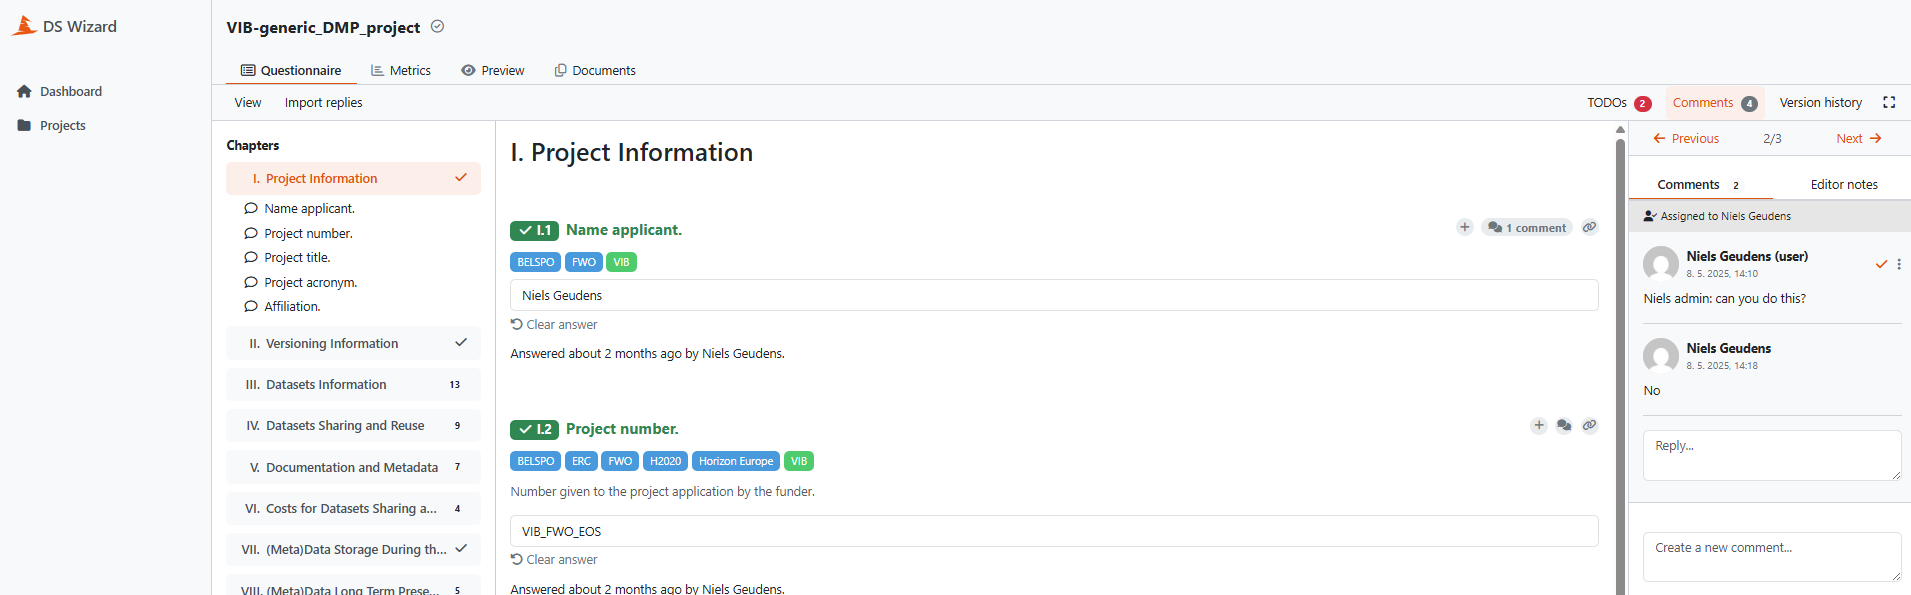 DS Wizard
Dashboard
Projects
VIB-generic_DMP_project
Questionnaire Metrics Preview Documents
View Import replies
TODOs 2 Comments 4 Version history
Chapters
I. Project Information
Name applicant.
Project number.
Project title.
Project acronym.
Affiliation.
II. Versioning Information
III. Datasets Information 13
IV. Datasets Sharing and Reuse 9
V. Documentation and Metadata 7
VI. Costs for Datasets Sharing a... 4
VII. (Meta)Data Storage During th...
VIII. (Meta)Data Long Term Prese... 5
I. Project Information
I.1 Name applicant.
1 comment
BELSPO FWO VIB
Niels Geudens
Clear answer
Answered about 2 months ago by Niels Geudens.
I.2 Project number.
BELSPO ERC FWO H2020 Horizon Europe VIB
Number given to the project application by the funder.
VIB_FWO_EOS
Clear answer
Answered about 2 months ago by Niels Geudens.
Previous 2/3 Next
Comments 2 Editor notes
Assigned to Niels Geudens
Niels Geudens (user)
8. 5. 2025, 14:10
Niels admin: can you do this?
Niels Geudens
8. 5. 2025, 14:18
No
Reply...
Create a new comment...